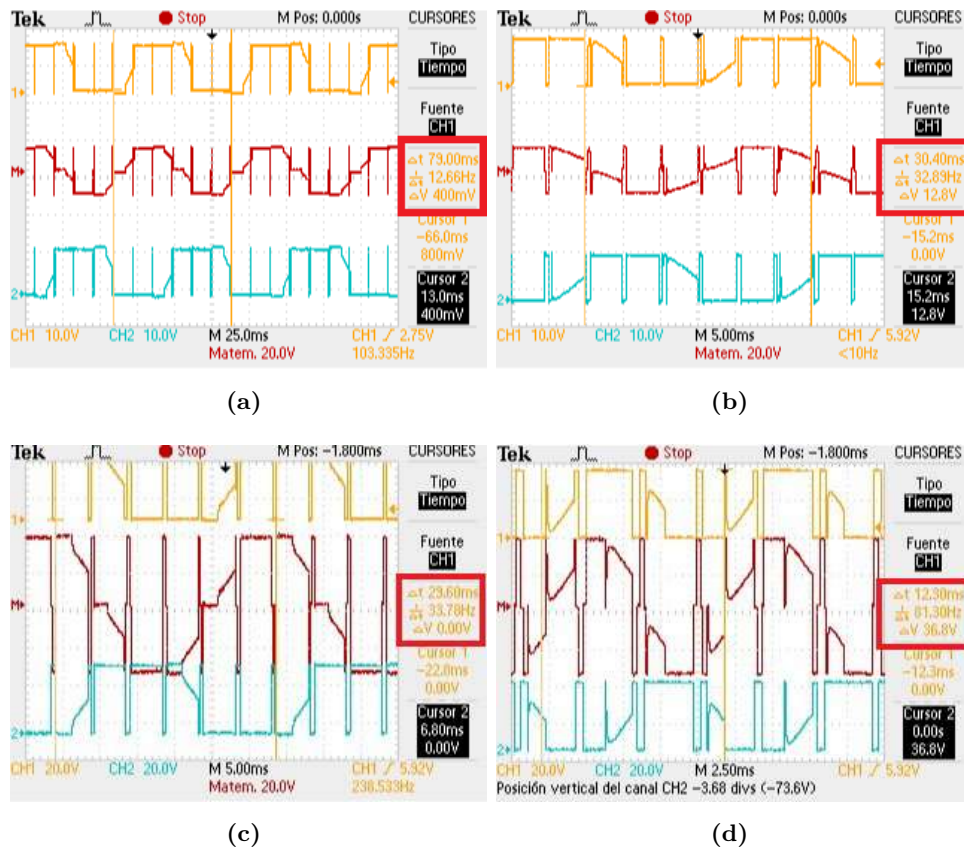 Tek Stop M Pos: 0.000s CURSORES
Tipo
Tiempo
Fuente
CH1
Δt 79.00ms
1/Δt 12.66Hz
ΔV 400mV
Cursor 1
-66.0ms
800mV
Cursor 2
13.0ms
400mV
1
M
2
CH1 10.0V CH2 10.0V M 25.0ms CH1 / 2.75V
Matem. 20.0V 103.335Hz
(a)
Tek Stop M Pos: 0.000s CURSORES
Tipo
Tiempo
Fuente
CH1
Δt 30.40ms
1/Δt 32.89Hz
ΔV 12.8V
Cursor 1
-15.2ms
0.00V
Cursor 2
15.2ms
12.8V
1
M
2
CH1 10.0V CH2 10.0V M 5.00ms CH1 / 5.92V
Matem. 20.0V <10Hz
(b)
Tek Stop M Pos: -1.800ms CURSORES
Tipo
Tiempo
Fuente
CH1
Δt 29.60ms
1/Δt 33.78Hz
ΔV 0.00V
Cursor 1
-22.8ms
0.00V
Cursor 2
6.80ms
0.00V
1
M
2
CH1 20.0V CH2 20.0V M 5.00ms CH1 / 5.92V
Matem. 20.0V 238.533Hz
(c)
Tek Stop M Pos: -1.800ms CURSORES
Tipo
Tiempo
Fuente
CH1
Δt 12.30ms
1/Δt 81.30Hz
ΔV 36.8V
Cursor 1
-12.3ms
0.00V
Cursor 2
0.00s
36.8V
1
M
2
CH1 20.0V CH2 20.0V M 2.50ms CH1 / 5.92V
Posición vertical del canal CH2 -3.68 divs (-73.6V)
(d)